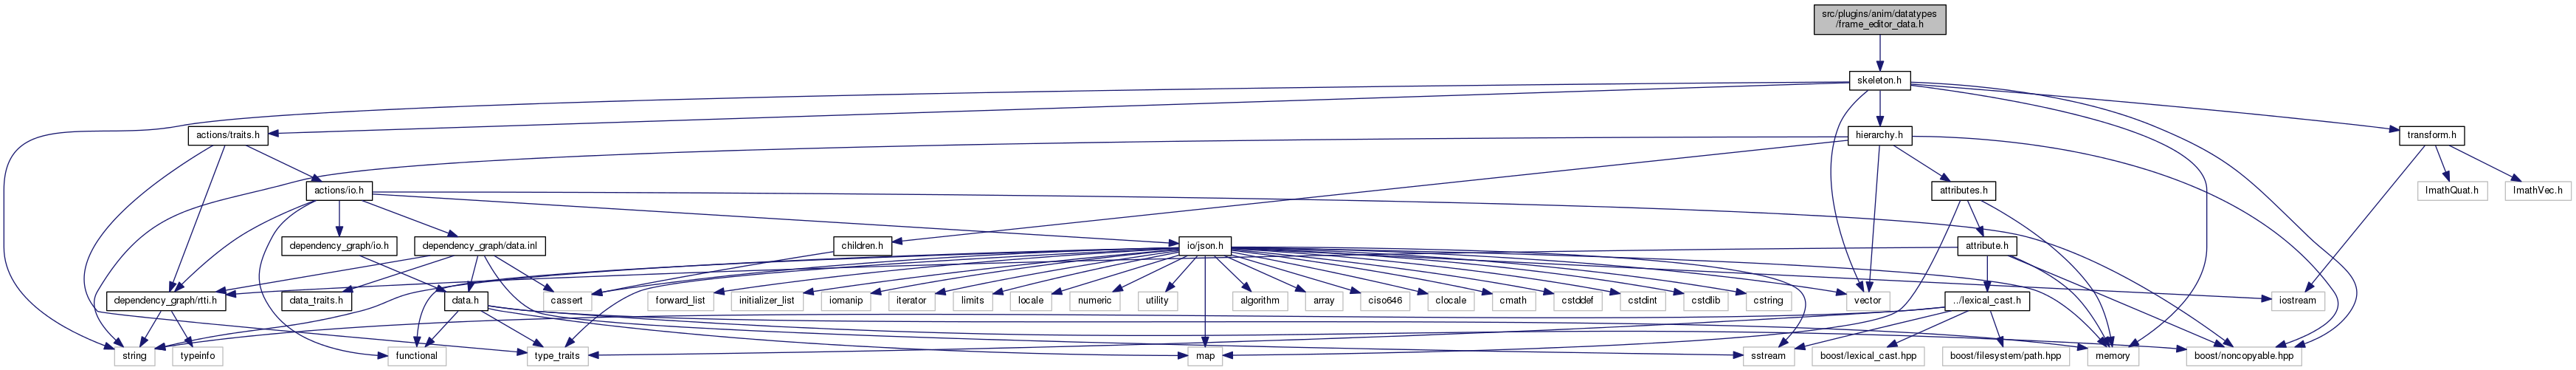 src/plugins/anim/datatypes
/frame_editor_data.h
skeleton.h
actions/traits.h
hierarchy.h
transform.h
actions/io.h
attributes.h
ImathQuat.h
ImathVec.h
dependency_graph/io.h
dependency_graph/data.inl
children.h
io/json.h
attribute.h
dependency_graph/rtti.h
data_traits.h
data.h
cassert
forward_list
initializer_list
iomanip
iterator
limits
locale
numeric
utility
algorithm
array
ciso646
clocale
cmath
cstddef
cstdint
cstdlib
cstring
vector
../lexical_cast.h
iostream
string
typeinfo
functional
type_traits
map
sstream
boost/lexical_cast.hpp
boost/filesystem/path.hpp
memory
boost/noncopyable.hpp